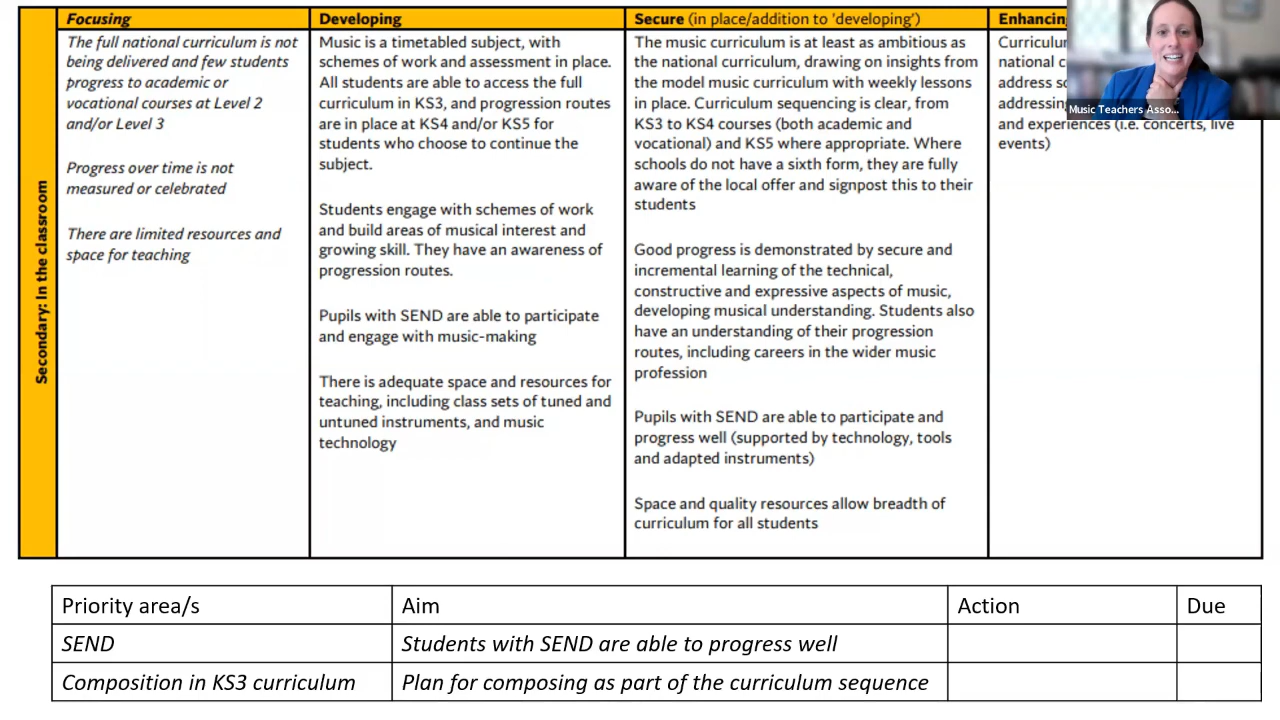 Focusing
Developing
Secure (in place/addition to 'developing')
Enhancing
Secondary: In the classroom
The full national curriculum is not
being delivered and few students
progress to academic or
vocational courses at Level 2
and/or Level 3
Progress over time is not
measured or celebrated
There are limited resources and
space for teaching
Music is a timetabled subject, with
schemes of work and assessment in place.
All students are able to access the full
curriculum in KS3, and progression routes
are in place at KS4 and/or KS5 for
students who choose to continue the
subject.
Students engage with schemes of work
and build areas of musical interest and
growing skill. They have an awareness of
progression routes.
Pupils with SEND are able to participate
and engage with music-making
There is adequate space and resources for
teaching, including class sets of tuned and
untuned instruments, and music
technology
The music curriculum is at least as ambitious as
the national curriculum, drawing on insights from
the model music curriculum with weekly lessons
in place. Curriculum sequencing is clear, from
KS3 to KS4 courses (both academic and
vocational) and KS5 where appropriate. Where
schools do not have a sixth form, they are fully
aware of the local offer and signpost this to their
students
Good progress is demonstrated by secure and
incremental learning of the technical,
constructive and expressive aspects of music,
developing musical understanding. Students also
have an understanding of their progression
routes, including careers in the wider music
profession
Pupils with SEND are able to participate and
progress well (supported by technology, tools
and adapted instruments)
Space and quality resources allow breadth of
curriculum for all students
national
address
and experiences (i.e. concerts, live
events)
Music Teachers Asso...
Priority area/s Aim Action Due
SEND Students with SEND are able to progress well
Composition in KS3 curriculum Plan for composing as part of the curriculum sequence